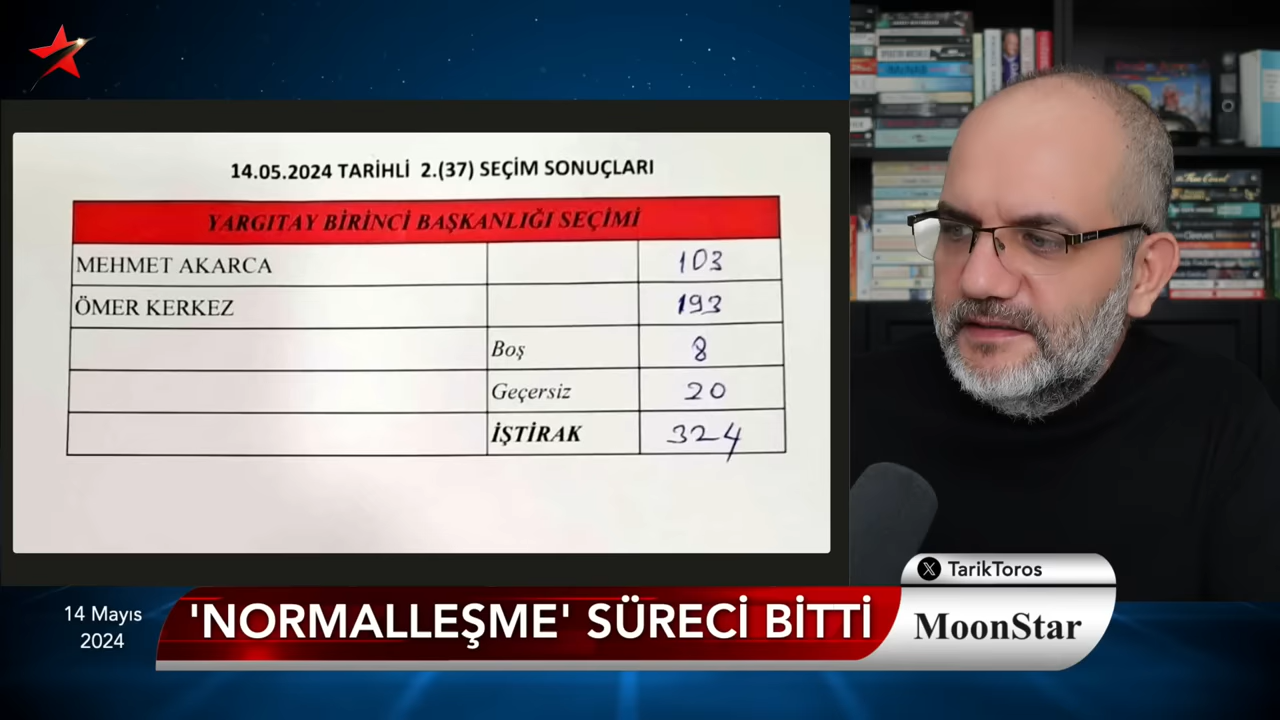 14.05.2024 TARİHLİ 2.(37) SEÇİM SONUÇLARI
YARGITAY BİRİNCİ BAŞKANLIĞI SEÇİMİ
MEHMET AKARCA 103
ÖMER KERKEZ 193
Boş 8
Geçersiz 20
İŞTİRAK 324
TarikToros
14 Mayıs
2024
'NORMALLEŞME' SÜRECİ BİTTİ
MoonStar